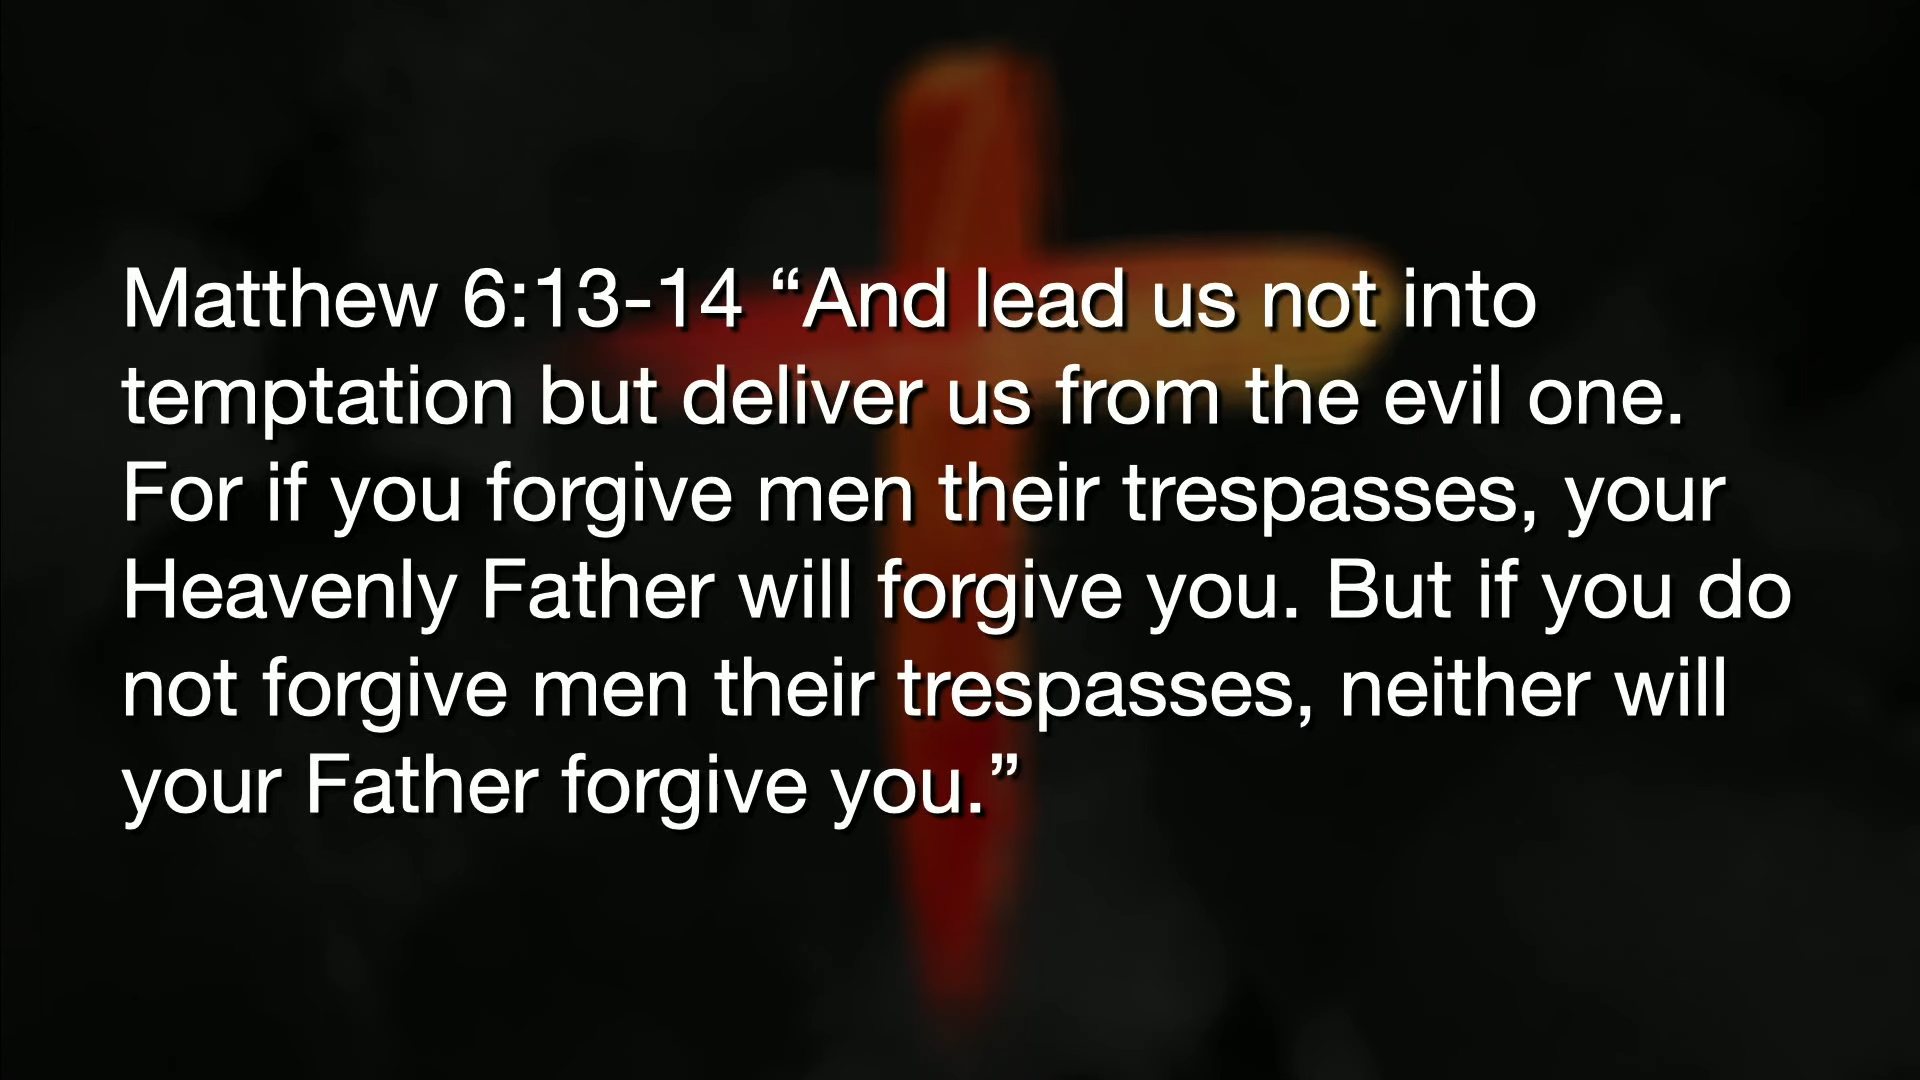 Matthew 6:13-14 “And lead us not into
temptation but deliver us from the evil one.
For if you forgive men their trespasses, your
Heavenly Father will forgive you. But if you do
not forgive men their trespasses, neither will
your Father forgive you.”